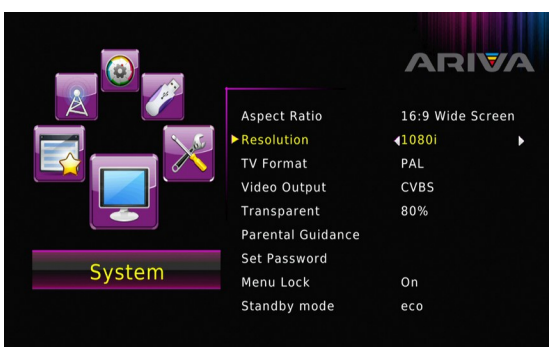 ARIVA
Aspect Ratio 16:9 Wide Screen
Resolution 1080i
TV Format PAL
Video Output CVBS
Transparent 80%
Parental Guidance
Set Password
Menu Lock On
Standby mode eco
System